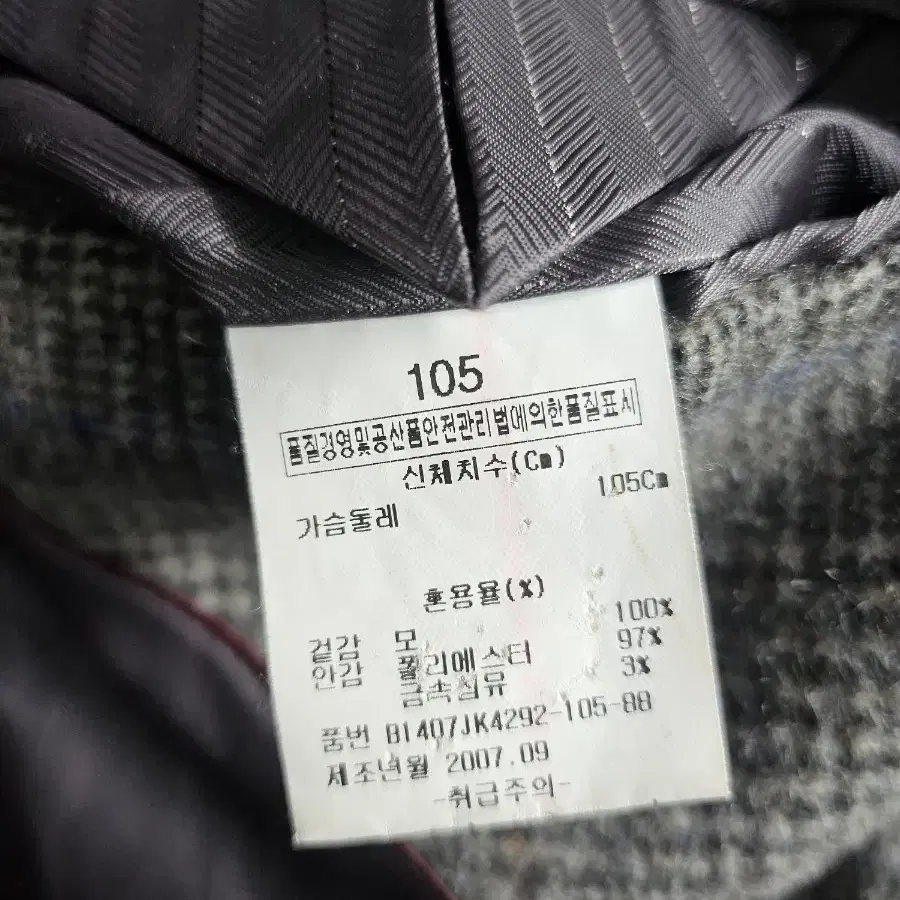 105
품질경영및공산품안전관리법에의한품질표시
신체치수(Cm)
가슴둘레 105Cm
혼용율(%)
겉감 모 100%
안감 폴리에스터 97%
금속섬유 3%
품번 B1407JK4292-105-88
제조년월 2007.09
-취급주의-